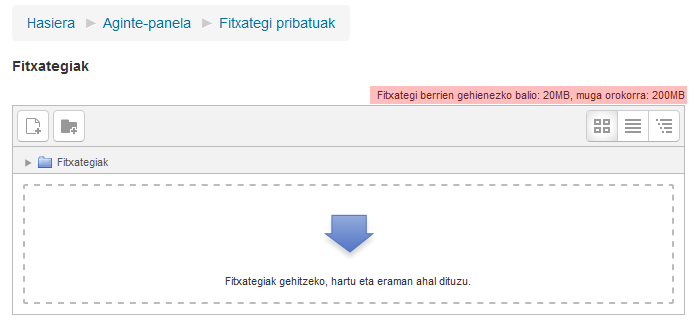 Hasiera ► Aginte-panela ► Fitxategi pribatuak
Fitxategiak
Fitxategi berrien gehienezko balio: 20MB, muga orokorra: 200MB
Fitxategiak
Fitxategiak gehitzeko, hartu eta eraman ahal dituzu.